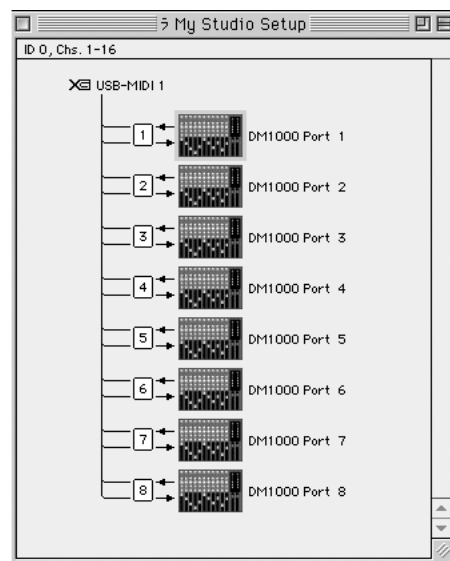 ラ My Studio Setup
ID 0, Chs. 1-16
USB-MIDI 1
1 DM1000 Port 1
2 DM1000 Port 2
3 DM1000 Port 3
4 DM1000 Port 4
5 DM1000 Port 5
6 DM1000 Port 6
7 DM1000 Port 7
8 DM1000 Port 8